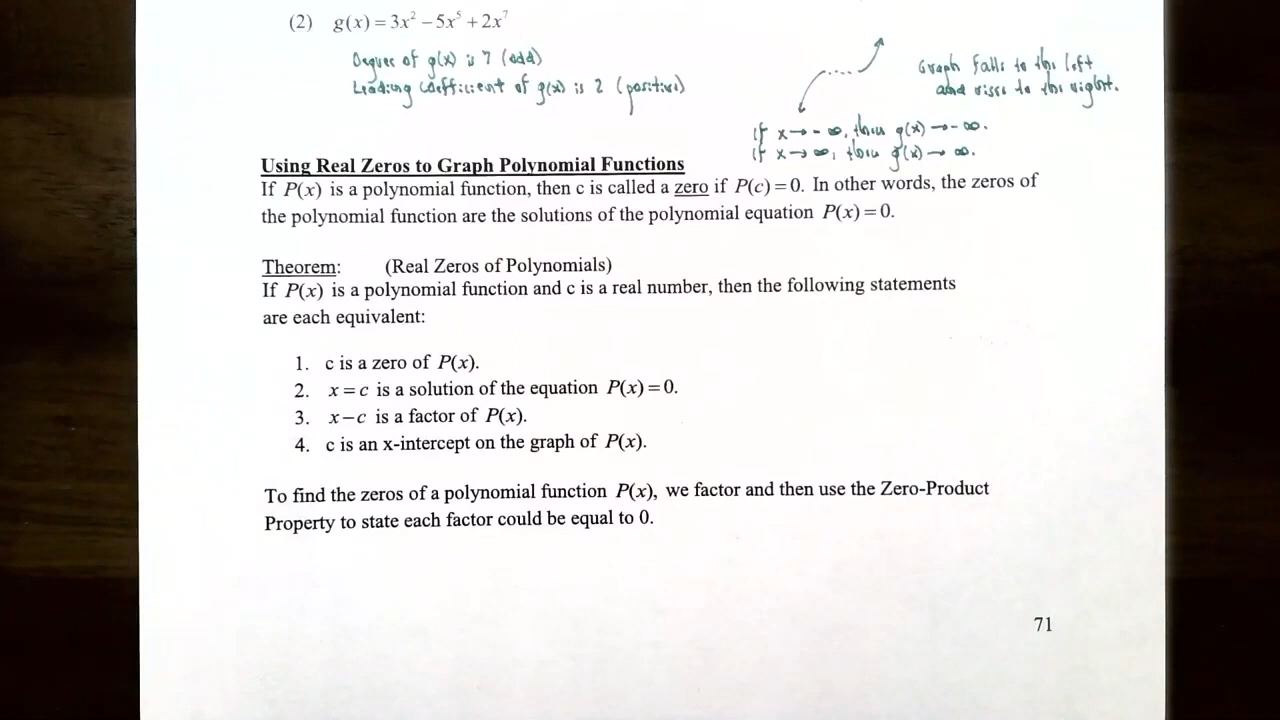 (2) g(x) = 3x² − 5x⁵ + 2x⁷
Degree of g(x) is 7 (odd)
Leading coefficient of g(x) is 2 (positive)
Graph falls to the left
and rises to the right.
if x → −∞, then g(x) → −∞.
if x → ∞, then g(x) → ∞.
Using Real Zeros to Graph Polynomial Functions
If P(x) is a polynomial function, then c is called a zero if P(c) = 0. In other words, the zeros of
the polynomial function are the solutions of the polynomial equation P(x) = 0.
Theorem: (Real Zeros of Polynomials)
If P(x) is a polynomial function and c is a real number, then the following statements
are each equivalent:
1. c is a zero of P(x).
2. x = c is a solution of the equation P(x) = 0.
3. x − c is a factor of P(x).
4. c is an x-intercept on the graph of P(x).
To find the zeros of a polynomial function P(x), we factor and then use the Zero-Product
Property to state each factor could be equal to 0.
71